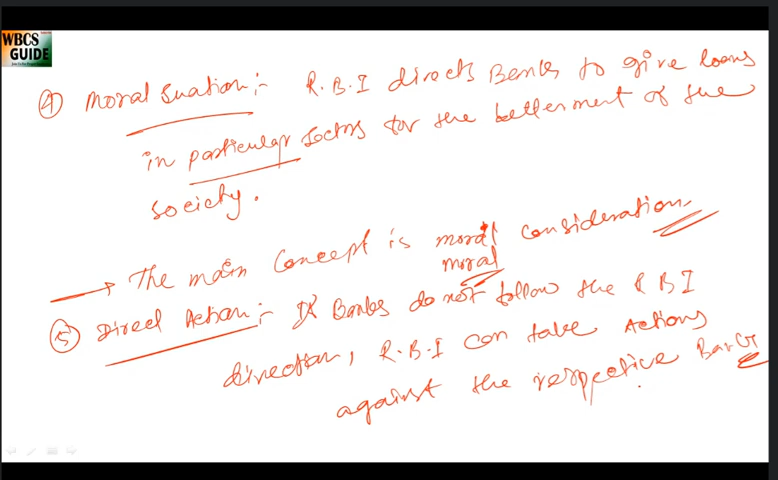 WBCS
GUIDE
④ Moral Suation :- R.B.I directs Banks to give loans
in particular sectors for the betterment of the
society.
→ The main concept is moral consideration
moral
⑤ Direct Action :- If Banks do not follow the RBI
direction, R.B.I can take Actions
against the respective Bank